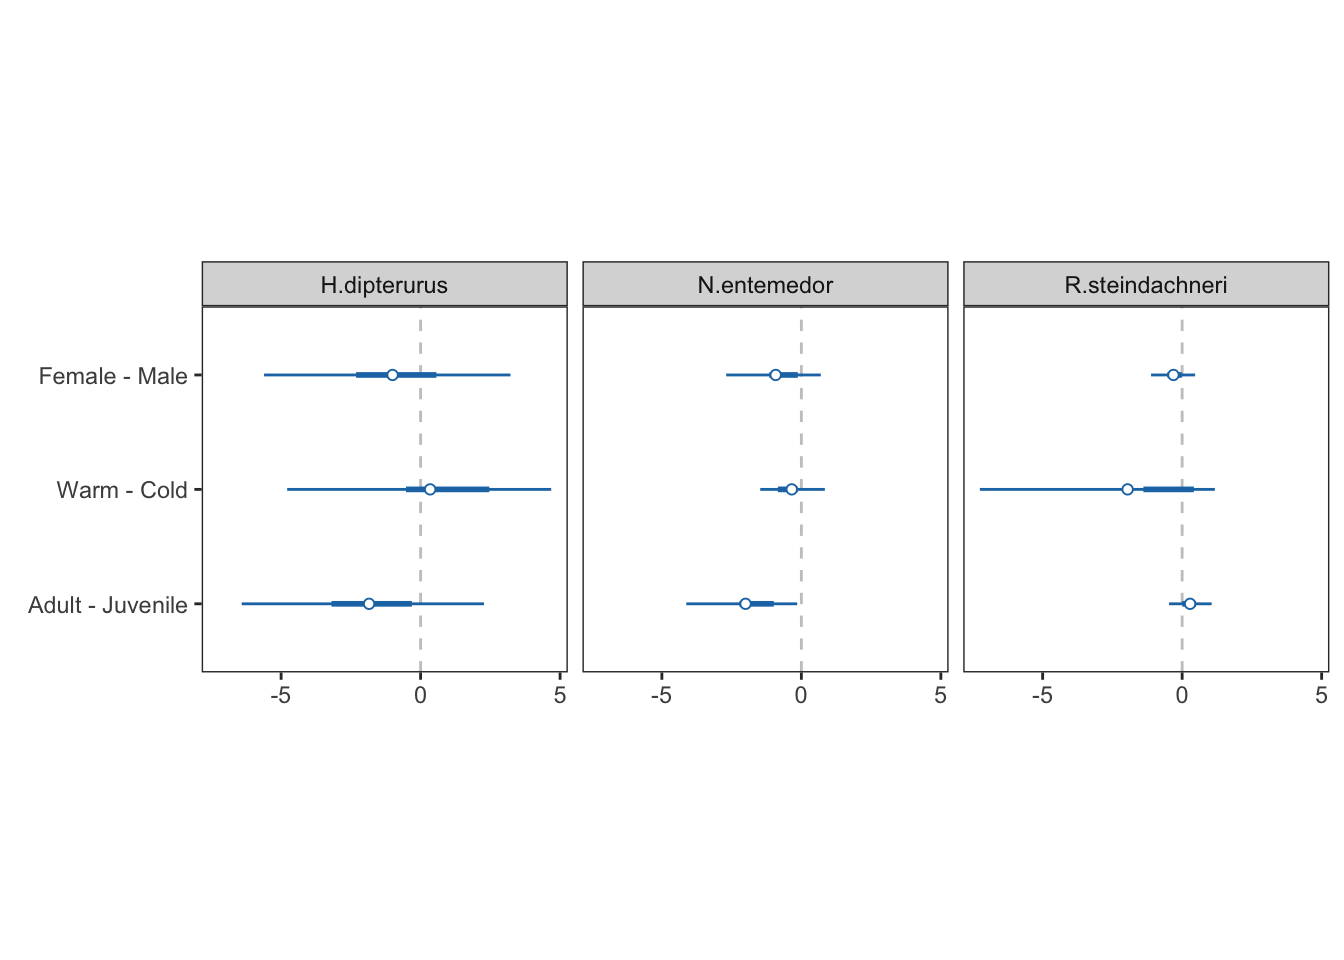 H.dipterurus N.entemedor R.steindachneri
Female - Male
Warm - Cold
Adult - Juvenile
-5 0 5 -5 0 5 -5 0 5